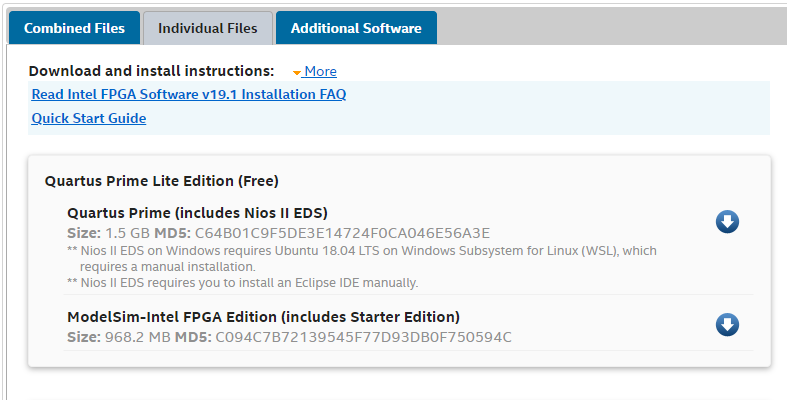 Combined Files
Individual Files
Additional Software
Download and install instructions: More
Read Intel FPGA Software v19.1 Installation FAQ
Quick Start Guide
Quartus Prime Lite Edition (Free)
Quartus Prime (includes Nios II EDS)
Size: 1.5 GB MD5: C64B01C9F5DE3E14724F0CA046E56A3E
** Nios II EDS on Windows requires Ubuntu 18.04 LTS on Windows Subsystem for Linux (WSL), which
requires a manual installation.
** Nios II EDS requires you to install an Eclipse IDE manually.
ModelSim-Intel FPGA Edition (includes Starter Edition)
Size: 968.2 MB MD5: C094C7B72139545F77D93DB0F750594C